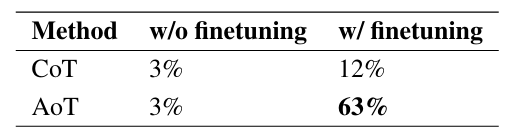 Method w/o finetuning w/ finetuning
CoT 3% 12%
AoT 3% 63%